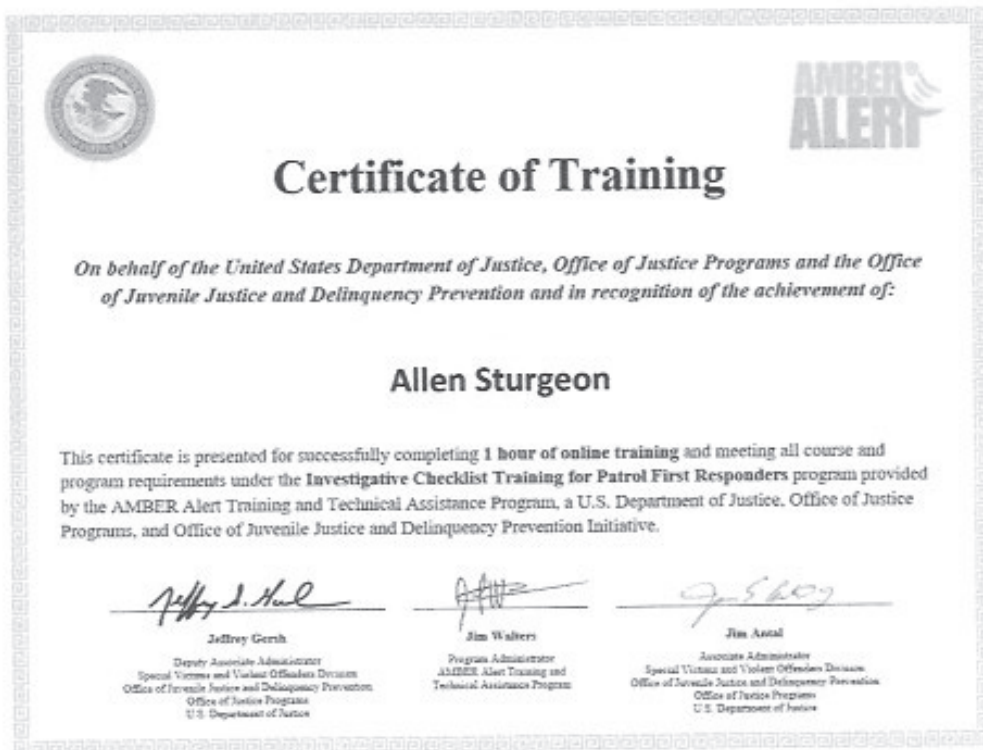 AMBER
ALERT
Certificate of Training
On behalf of the United States Department of Justice, Office of Justice Programs and the Office
of Juvenile Justice and Delinquency Prevention and in recognition of the achievement of:
Allen Sturgeon
This certificate is presented for successfully completing 1 hour of online training and meeting all course and
program requirements under the Investigative Checklist Training for Patrol First Responders program provided
by the AMBER Alert Training and Technical Assistance Program, a U.S. Department of Justice, Office of Justice
Programs, and Office of Juvenile Justice and Delinquency Prevention Initiative.
Jeffrey Gersh
Deputy Associate Administrator
Special Victims and Violent Offenders Division
Office of Juvenile Justice and Delinquency Prevention
Office of Justice Programs
U.S. Department of Justice
Jim Walters
Program Administrator
AMBER Alert Training and
Technical Assistance Program
Jim Antal
Associate Administrator
Special Victims and Violent Offenders Division
Office of Juvenile Justice and Delinquency Prevention
Office of Justice Programs
U.S. Department of Justice